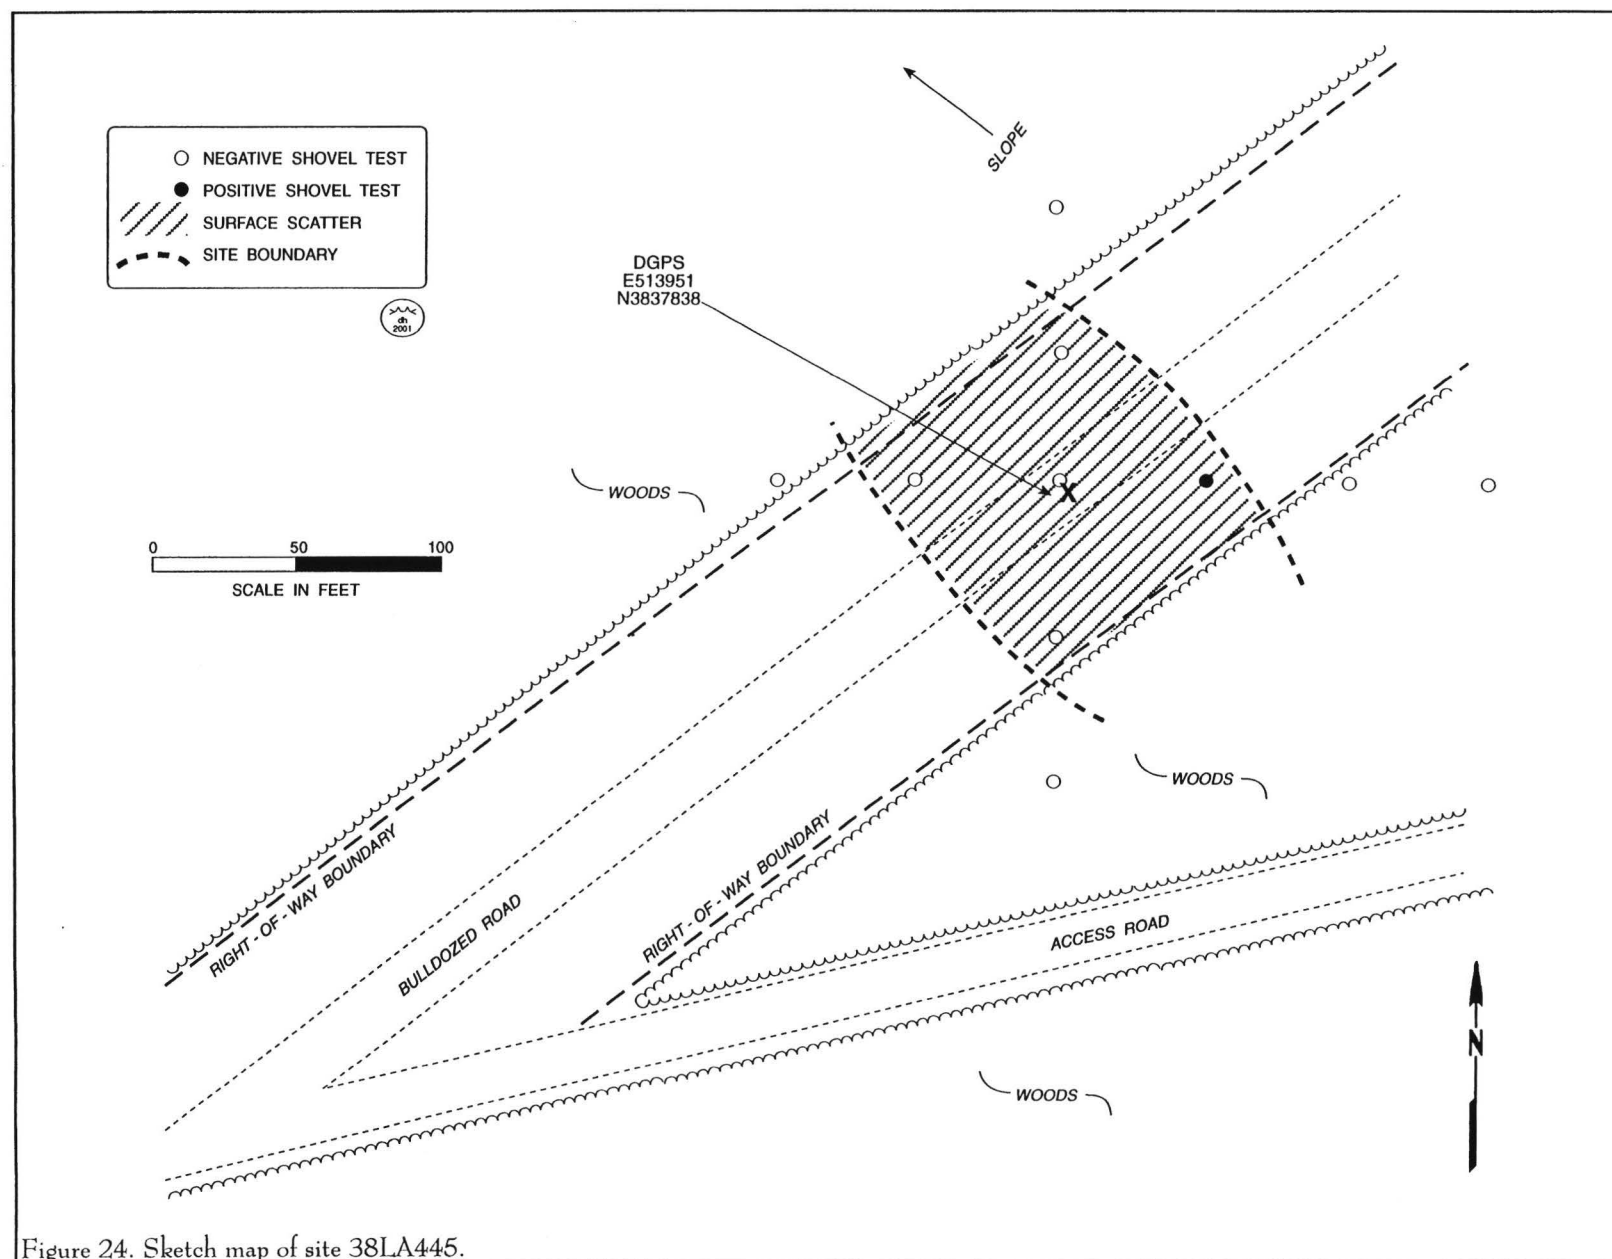 NEGATIVE SHOVEL TEST
POSITIVE SHOVEL TEST
SURFACE SCATTER
SITE BOUNDARY
dh
2001
SLOPE
DGPS
E513951
N3837838
X
WOODS
0 50 100
SCALE IN FEET
WOODS
RIGHT-OF-WAY BOUNDARY
BULLDOZED ROAD
RIGHT-OF-WAY BOUNDARY
ACCESS ROAD
N
WOODS
Figure 24. Sketch map of site 38LA445.